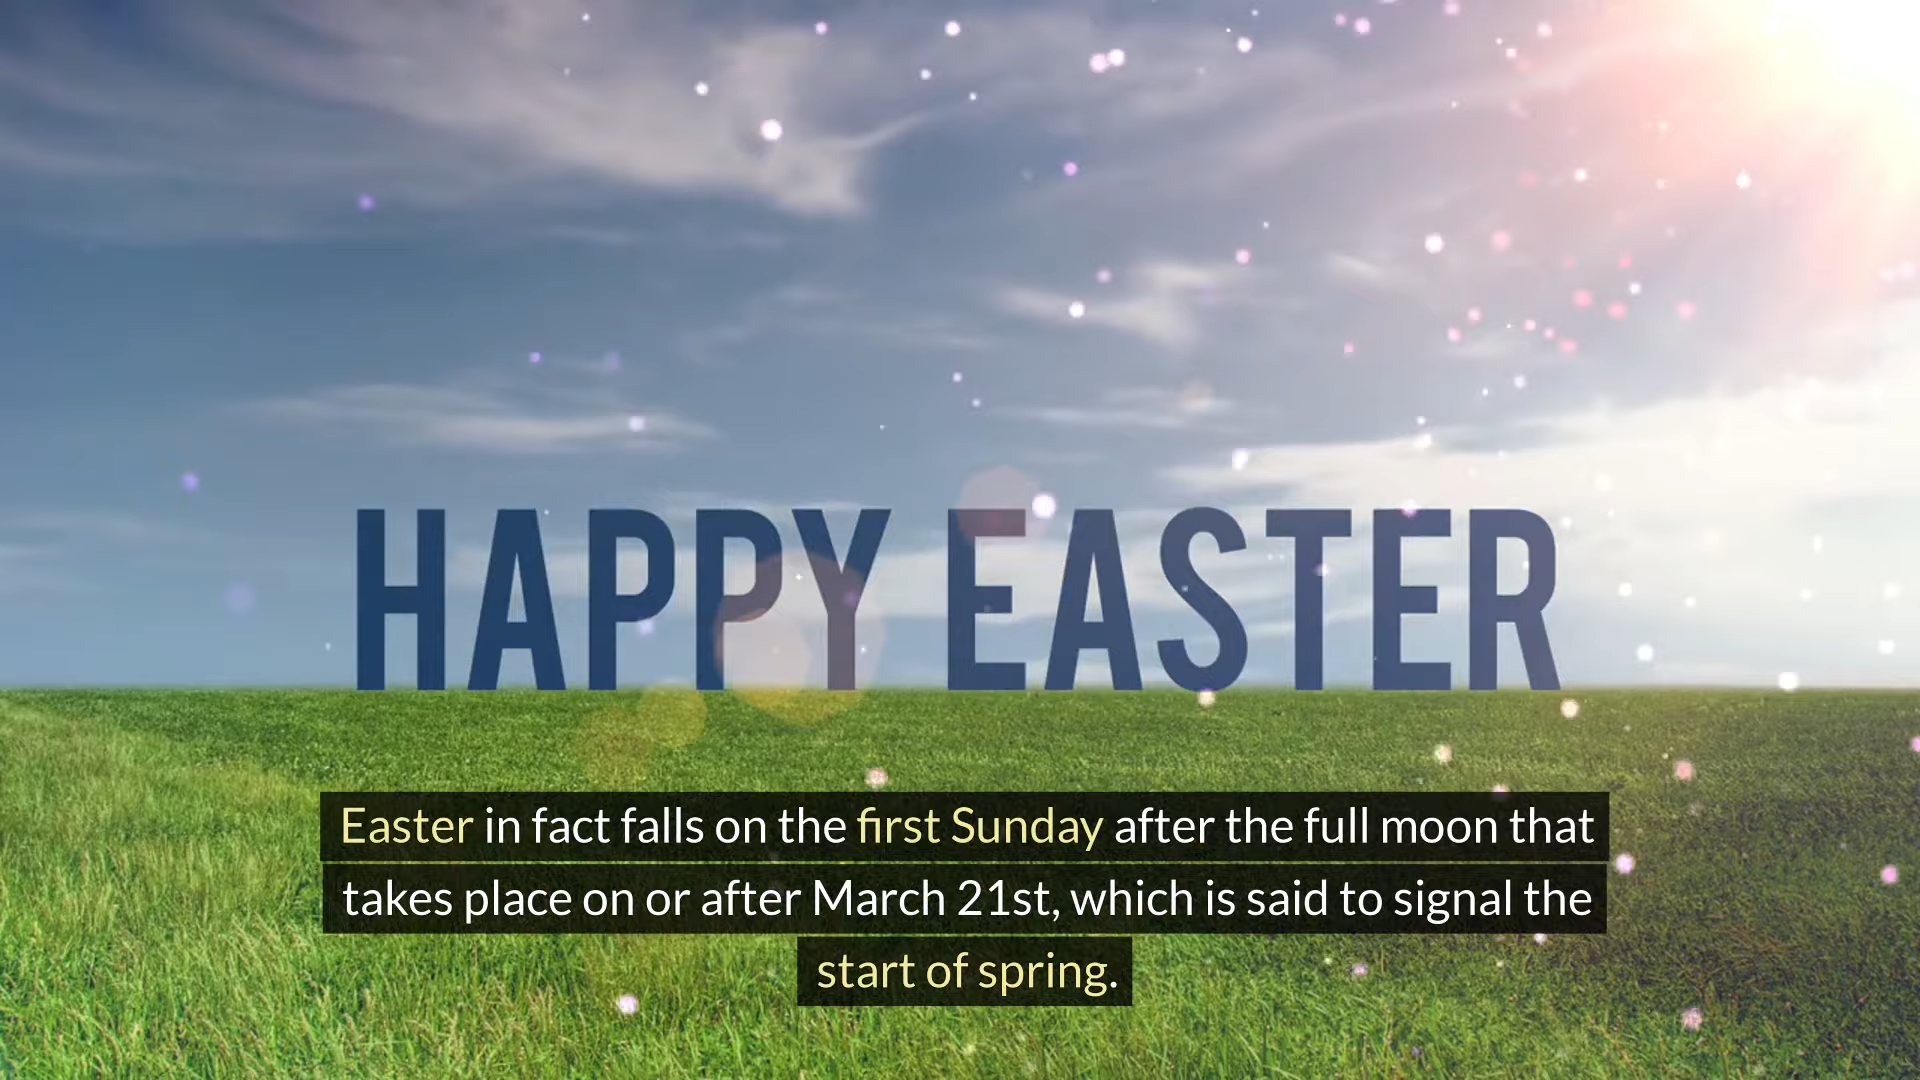 HAPPY EASTER
Easter in fact falls on the first Sunday after the full moon that
takes place on or after March 21st, which is said to signal the
start of spring.